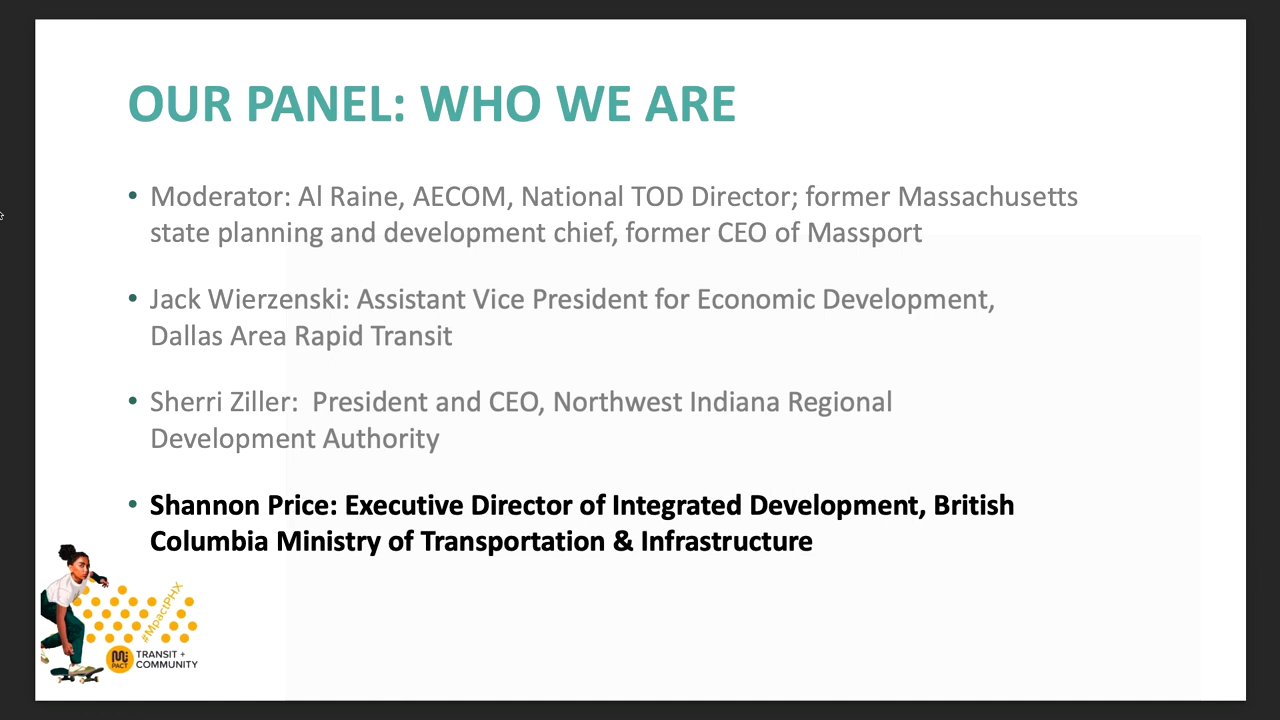 OUR PANEL: WHO WE ARE
• Moderator: Al Raine, AECOM, National TOD Director; former Massachusetts
state planning and development chief, former CEO of Massport
• Jack Wierzenski: Assistant Vice President for Economic Development,
Dallas Area Rapid Transit
• Sherri Ziller:  President and CEO, Northwest Indiana Regional
Development Authority
• Shannon Price: Executive Director of Integrated Development, British
Columbia Ministry of Transportation & Infrastructure
#MpactPHX
M PACT
TRANSIT +
COMMUNITY